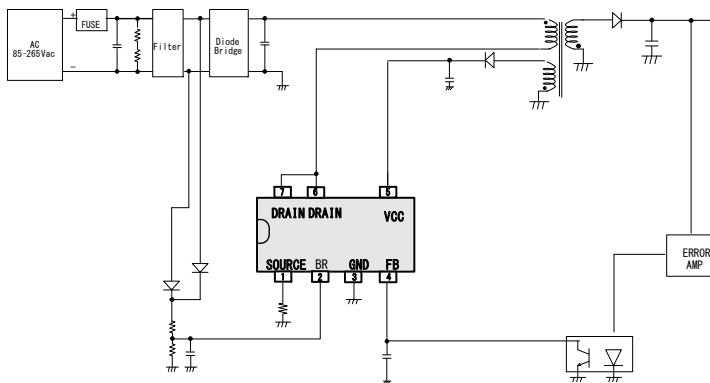 AC
85-265Vac
+
-
FUSE
Filter
Diode
Bridge
7
6
5
DRAIN DRAIN
VCC
SOURCE
BR
GND
FB
1
2
3
4
ERROR
AMP